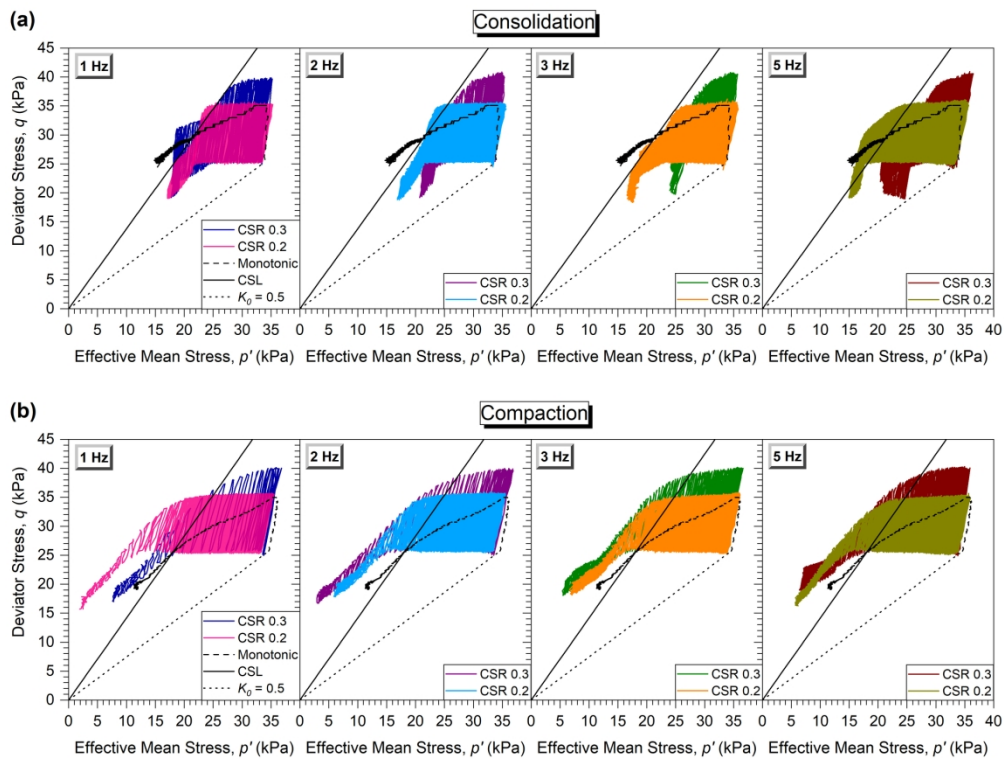 (a)
Consolidation
Deviator Stress, q (kPa)
45
40
35
30
25
20
15
10
5
0
1 Hz
CSR 0.3
CSR 0.2
Monotonic
CSL
K0 = 0.5
2 Hz
CSR 0.3
CSR 0.2
3 Hz
CSR 0.3
CSR 0.2
5 Hz
CSR 0.3
CSR 0.2
0 5 10 15 20 25 30 35 0 5 10 15 20 25 30 35 0 5 10 15 20 25 30 35 0 5 10 15 20 25 30 35 40
Effective Mean Stress, p' (kPa) Effective Mean Stress, p' (kPa) Effective Mean Stress, p' (kPa) Effective Mean Stress, p' (kPa)
(b)
Compaction
Deviator Stress, q (kPa)
45
40
35
30
25
20
15
10
5
0
1 Hz
CSR 0.3
CSR 0.2
Monotonic
CSL
K0 = 0.5
2 Hz
CSR 0.3
CSR 0.2
3 Hz
CSR 0.3
CSR 0.2
5 Hz
CSR 0.3
CSR 0.2
0 5 10 15 20 25 30 35 0 5 10 15 20 25 30 35 0 5 10 15 20 25 30 35 0 5 10 15 20 25 30 35 40
Effective Mean Stress, p' (kPa) Effective Mean Stress, p' (kPa) Effective Mean Stress, p' (kPa) Effective Mean Stress, p' (kPa)